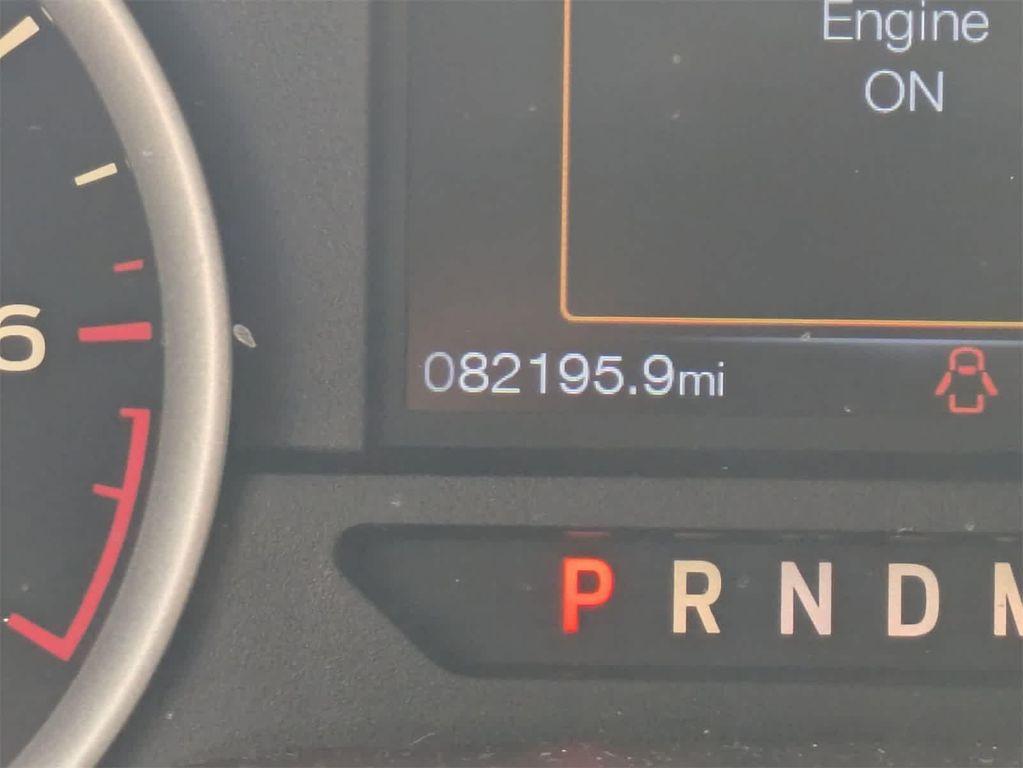 Engine
ON
6
082195.9mi
P R N D M